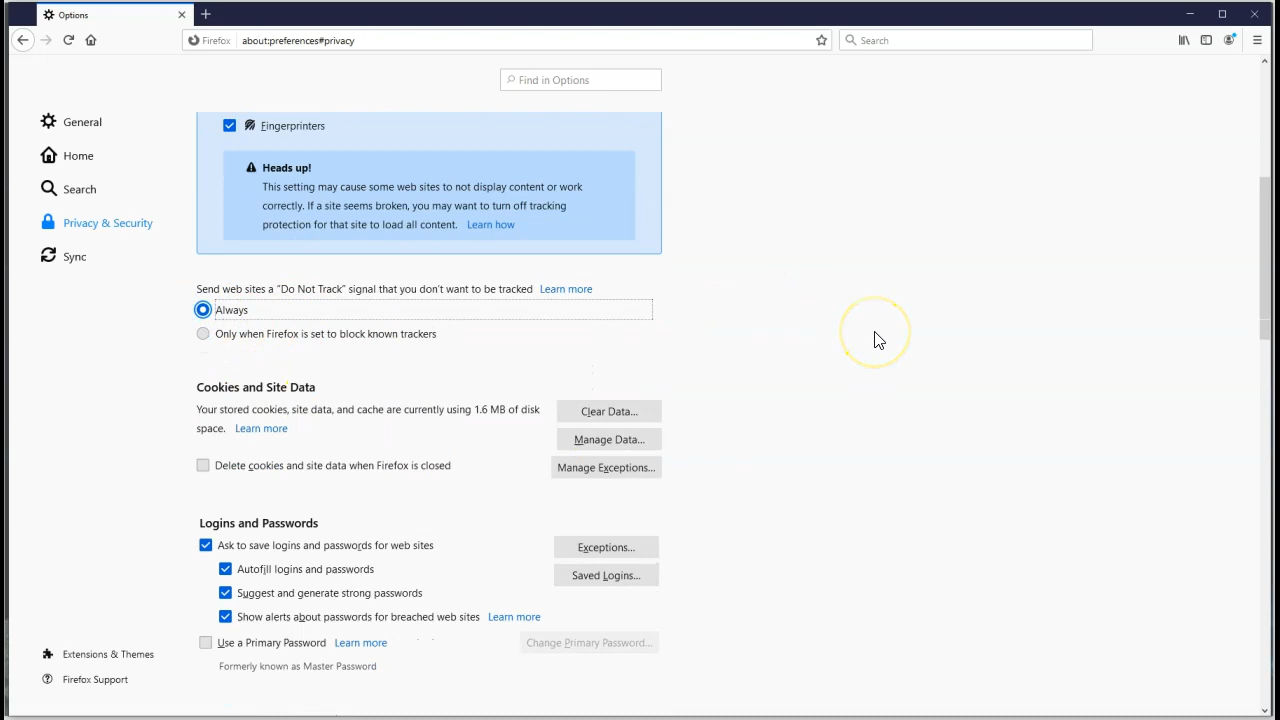 Options
Firefox
about:preferences#privacy
Search
Find in Options
General
Home
Search
Privacy & Security
Sync
Extensions & Themes
Firefox Support
Fingerprinters
Heads up!
This setting may cause some web sites to not display content or work
correctly. If a site seems broken, you may want to turn off tracking
protection for that site to load all content. Learn how
Send web sites a “Do Not Track” signal that you don’t want to be tracked Learn more
Always
Only when Firefox is set to block known trackers
Cookies and Site Data
Your stored cookies, site data, and cache are currently using 1.6 MB of disk
space. Learn more
Clear Data...
Manage Data...
Delete cookies and site data when Firefox is closed
Manage Exceptions...
Logins and Passwords
Ask to save logins and passwords for web sites
Exceptions...
Autofill logins and passwords
Saved Logins...
Suggest and generate strong passwords
Show alerts about passwords for breached web sites Learn more
Use a Primary Password Learn more
Change Primary Password...
Formerly known as Master Password